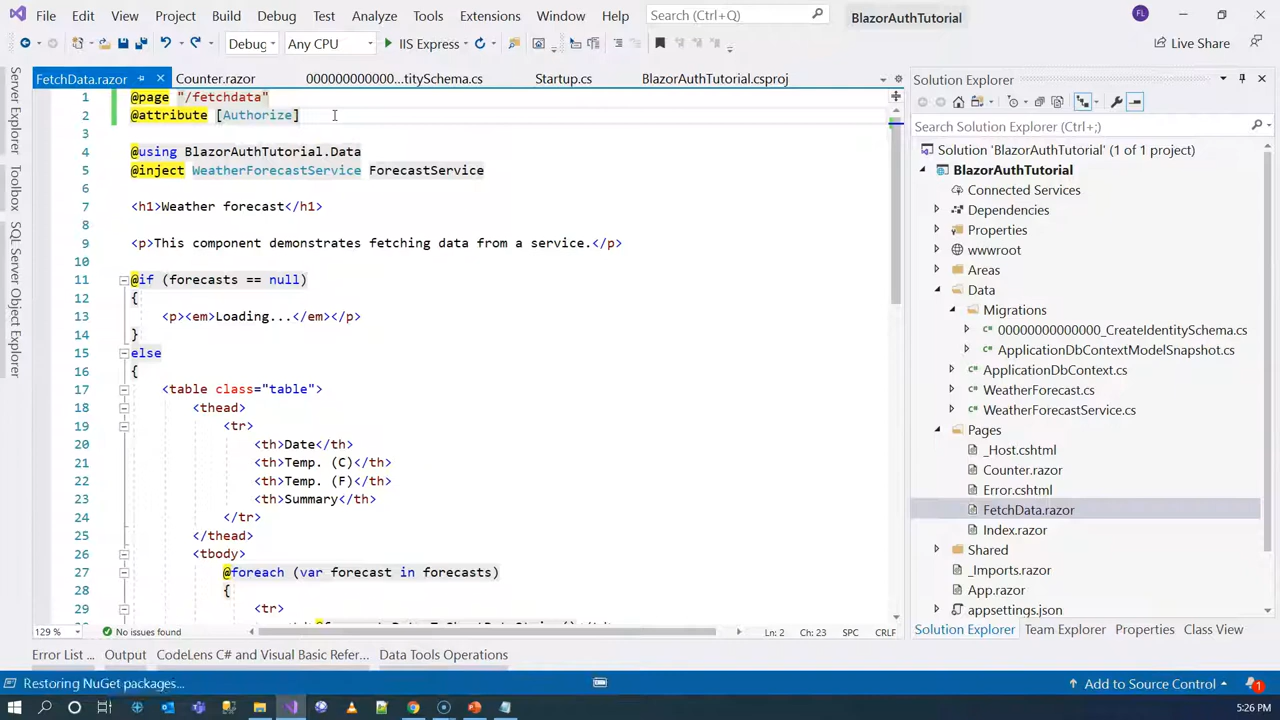 File Edit View Project Build Debug Test Analyze Tools Extensions Window Help Search (Ctrl+Q) BlazorAuthTutorial FL
Debug Any CPU IIS Express Live Share
FetchData.razor Counter.razor 000000000000...titySchema.cs Startup.cs BlazorAuthTutorial.csproj
Server Explorer
Toolbox
SQL Server Object Explorer
1 @page "/fetchdata"
2 @attribute [Authorize]
3
4 @using BlazorAuthTutorial.Data
5 @inject WeatherForecastService ForecastService
6
7 <h1>Weather forecast</h1>
8
9 <p>This component demonstrates fetching data from a service.</p>
10
11 @if (forecasts == null)
12 {
13 <p><em>Loading...</em></p>
14 }
15 else
16 {
17 <table class="table">
18 <thead>
19 <tr>
20 <th>Date</th>
21 <th>Temp. (C)</th>
22 <th>Temp. (F)</th>
23 <th>Summary</th>
24 </tr>
25 </thead>
26 <tbody>
27 @foreach (var forecast in forecasts)
28 {
29 <tr>
129 % No issues found Ln: 2 Ch: 23 SPC CRLF
Solution Explorer
Search Solution Explorer (Ctrl+;)
Solution 'BlazorAuthTutorial' (1 of 1 project)
BlazorAuthTutorial
Connected Services
Dependencies
Properties
wwwroot
Areas
Data
Migrations
00000000000000_CreateIdentitySchema.cs
ApplicationDbContextModelSnapshot.cs
ApplicationDbContext.cs
WeatherForecast.cs
WeatherForecastService.cs
Pages
_Host.cshtml
Counter.razor
Error.cshtml
FetchData.razor
Index.razor
Shared
_Imports.razor
App.razor
appsettings.json
Solution Explorer Team Explorer Properties Class View
Error List ... Output CodeLens C# and Visual Basic Refer... Data Tools Operations
Restoring NuGet packages... Add to Source Control 1
5:26 PM